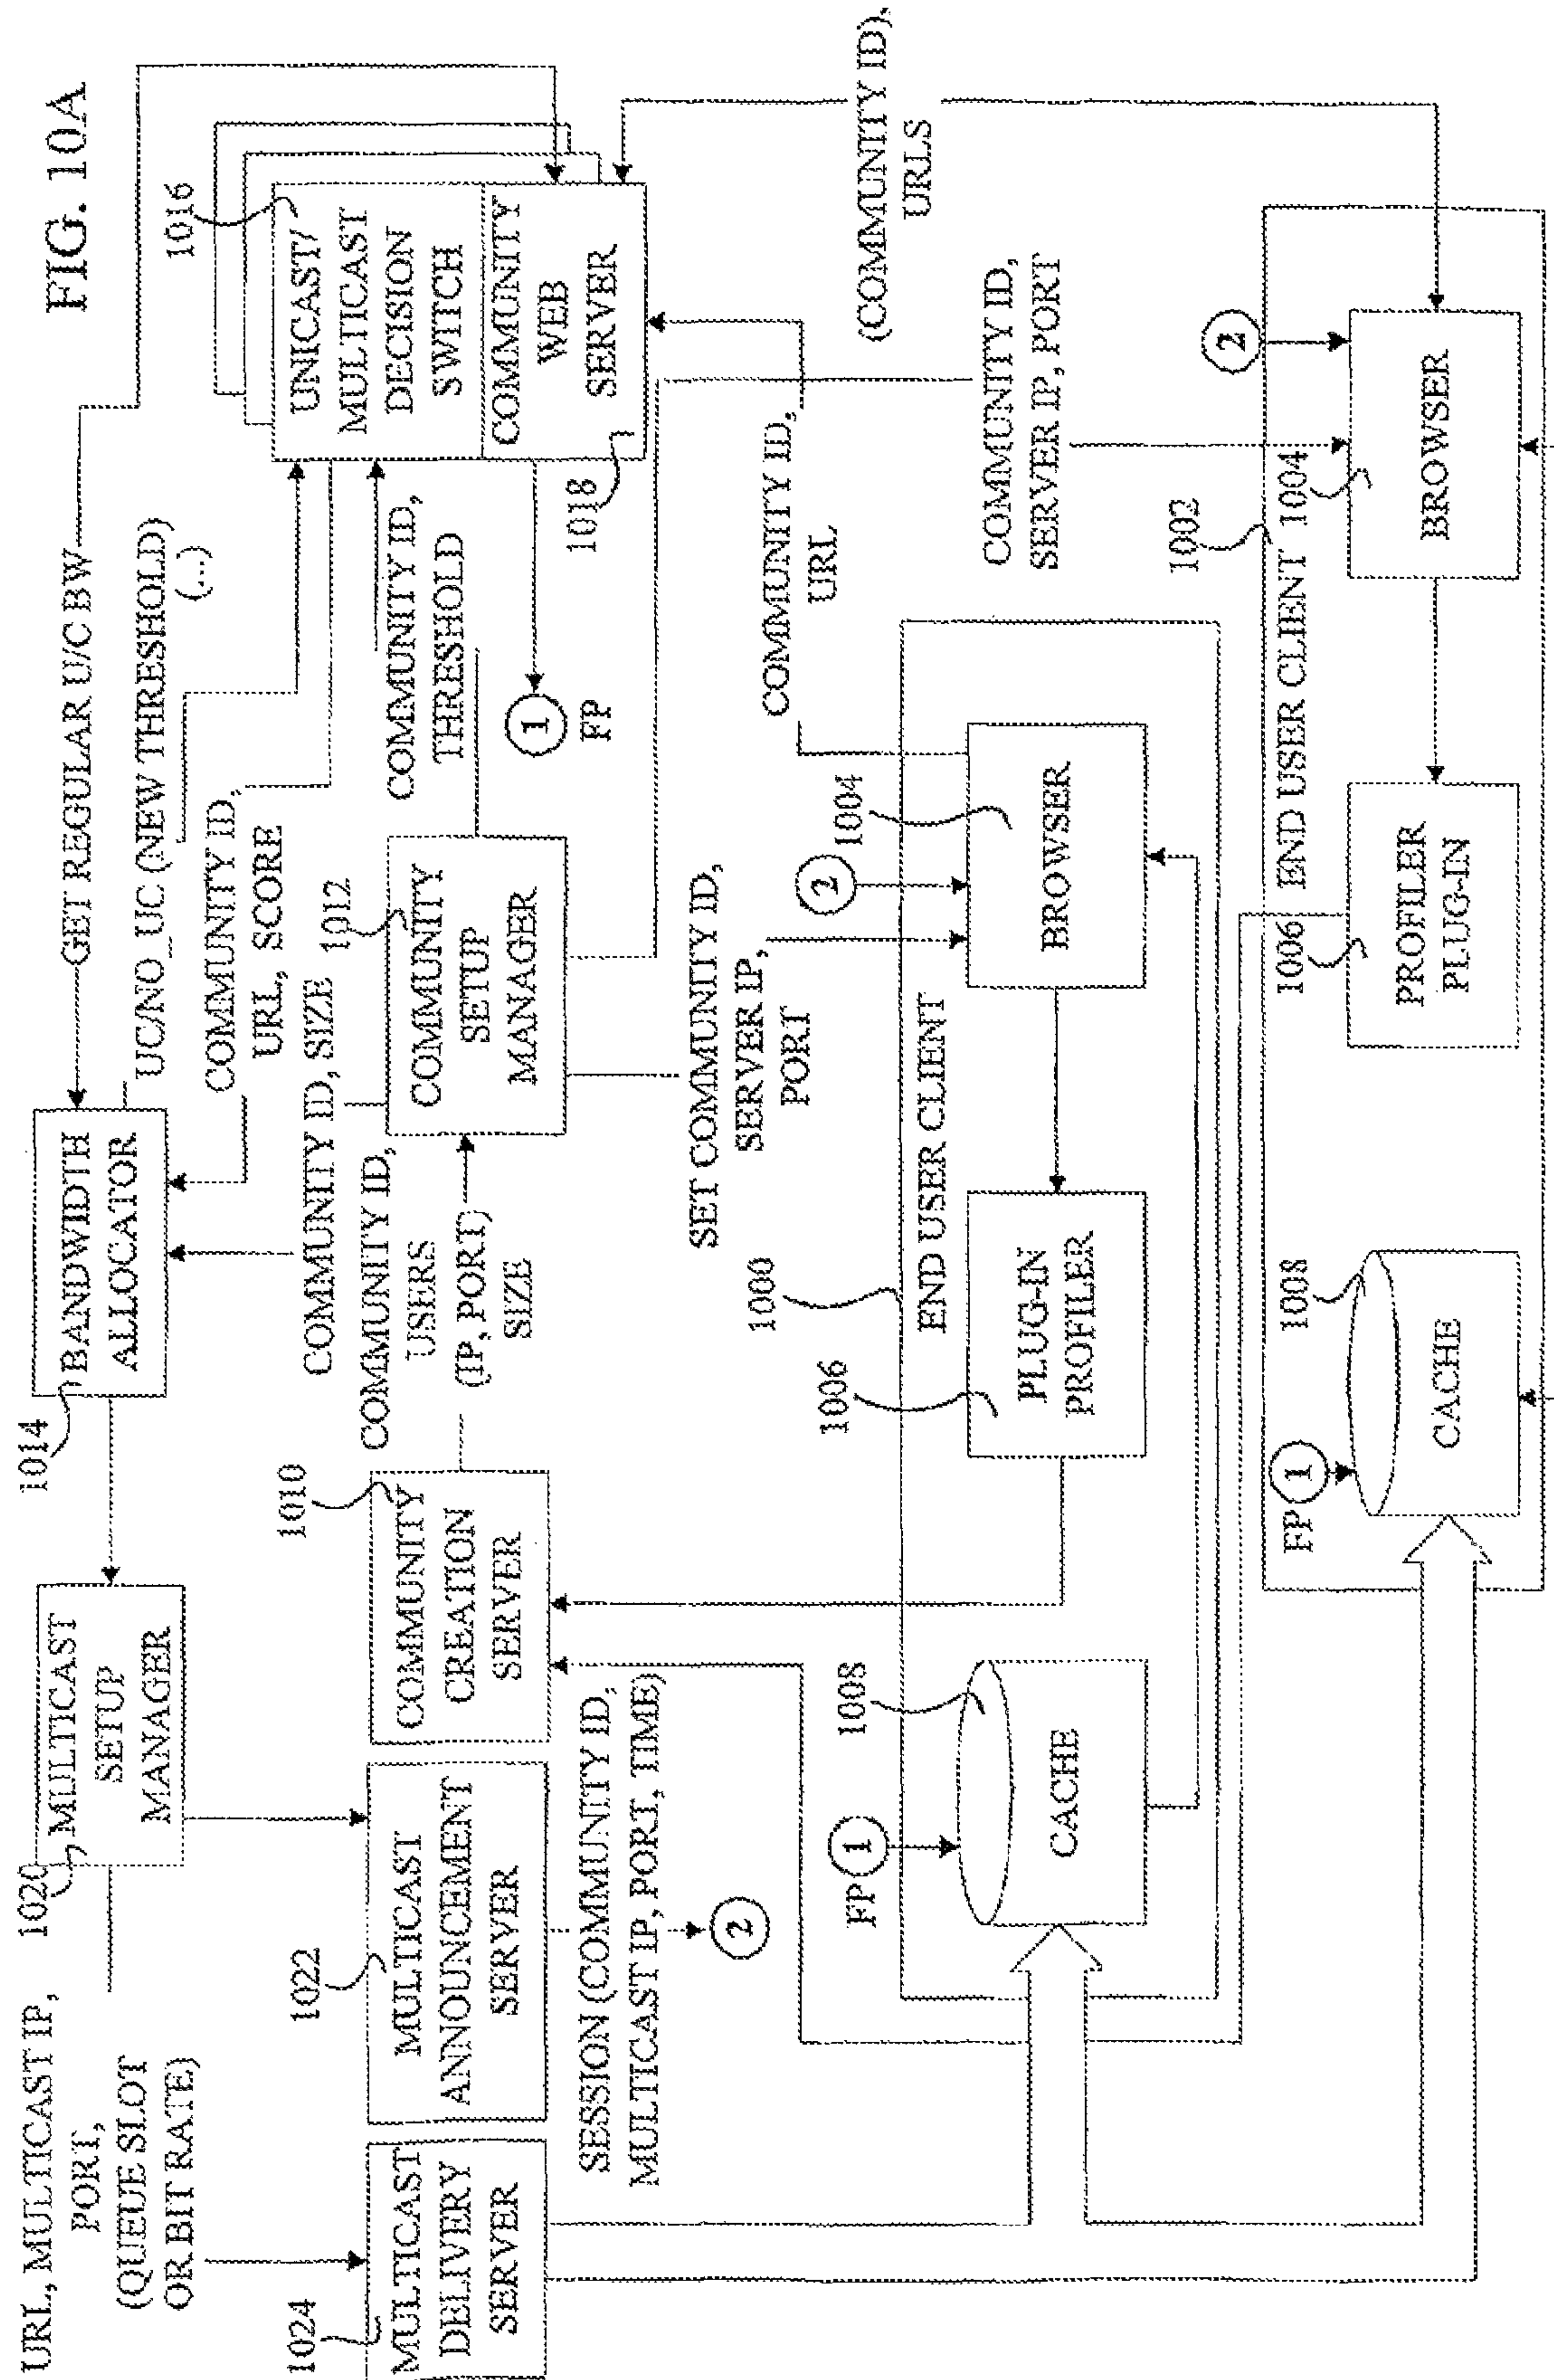 FIG. 10A
URL, MULTICAST IP,
PORT,
(QUEUE SLOT
OR BIT RATE)
1020
MULTICAST
SETUP
MANAGER
1014
BANDWIDTH
ALLOCATOR
GET REGULAR U/C BW
UC/NO_UC (NEW THRESHOLD)
(...)
COMMUNITY ID,
URL, SCORE
1016
UNICAST/
MULTICAST
DECISION
SWITCH
COMMUNITY
WEB
SERVER
1018
1024
MULTICAST
DELIVERY
SERVER
1022
MULTICAST
ANNOUNCEMENT
SERVER
1010
COMMUNITY
CREATION
SERVER
COMMUNITY ID, SIZE
COMMUNITY ID,
USERS
(IP, PORT)
SIZE
1012
COMMUNITY
SETUP
MANAGER
COMMUNITY ID,
THRESHOLD
1
FP
SESSION (COMMUNITY ID,
MULTICAST IP, PORT, TIME)
2
SET COMMUNITY ID,
SERVER IP,
PORT
COMMUNITY ID,
URL
(COMMUNITY ID),
URLS
COMMUNITY ID,
SERVER IP, PORT
1000
END USER CLIENT
FP 1
1008
CACHE
1006
PLUG-IN
PROFILER
2
1004
BROWSER
1002
END USER CLIENT
FP 1
1008
CACHE
1006
PROFILER
PLUG-IN
1004
2
BROWSER